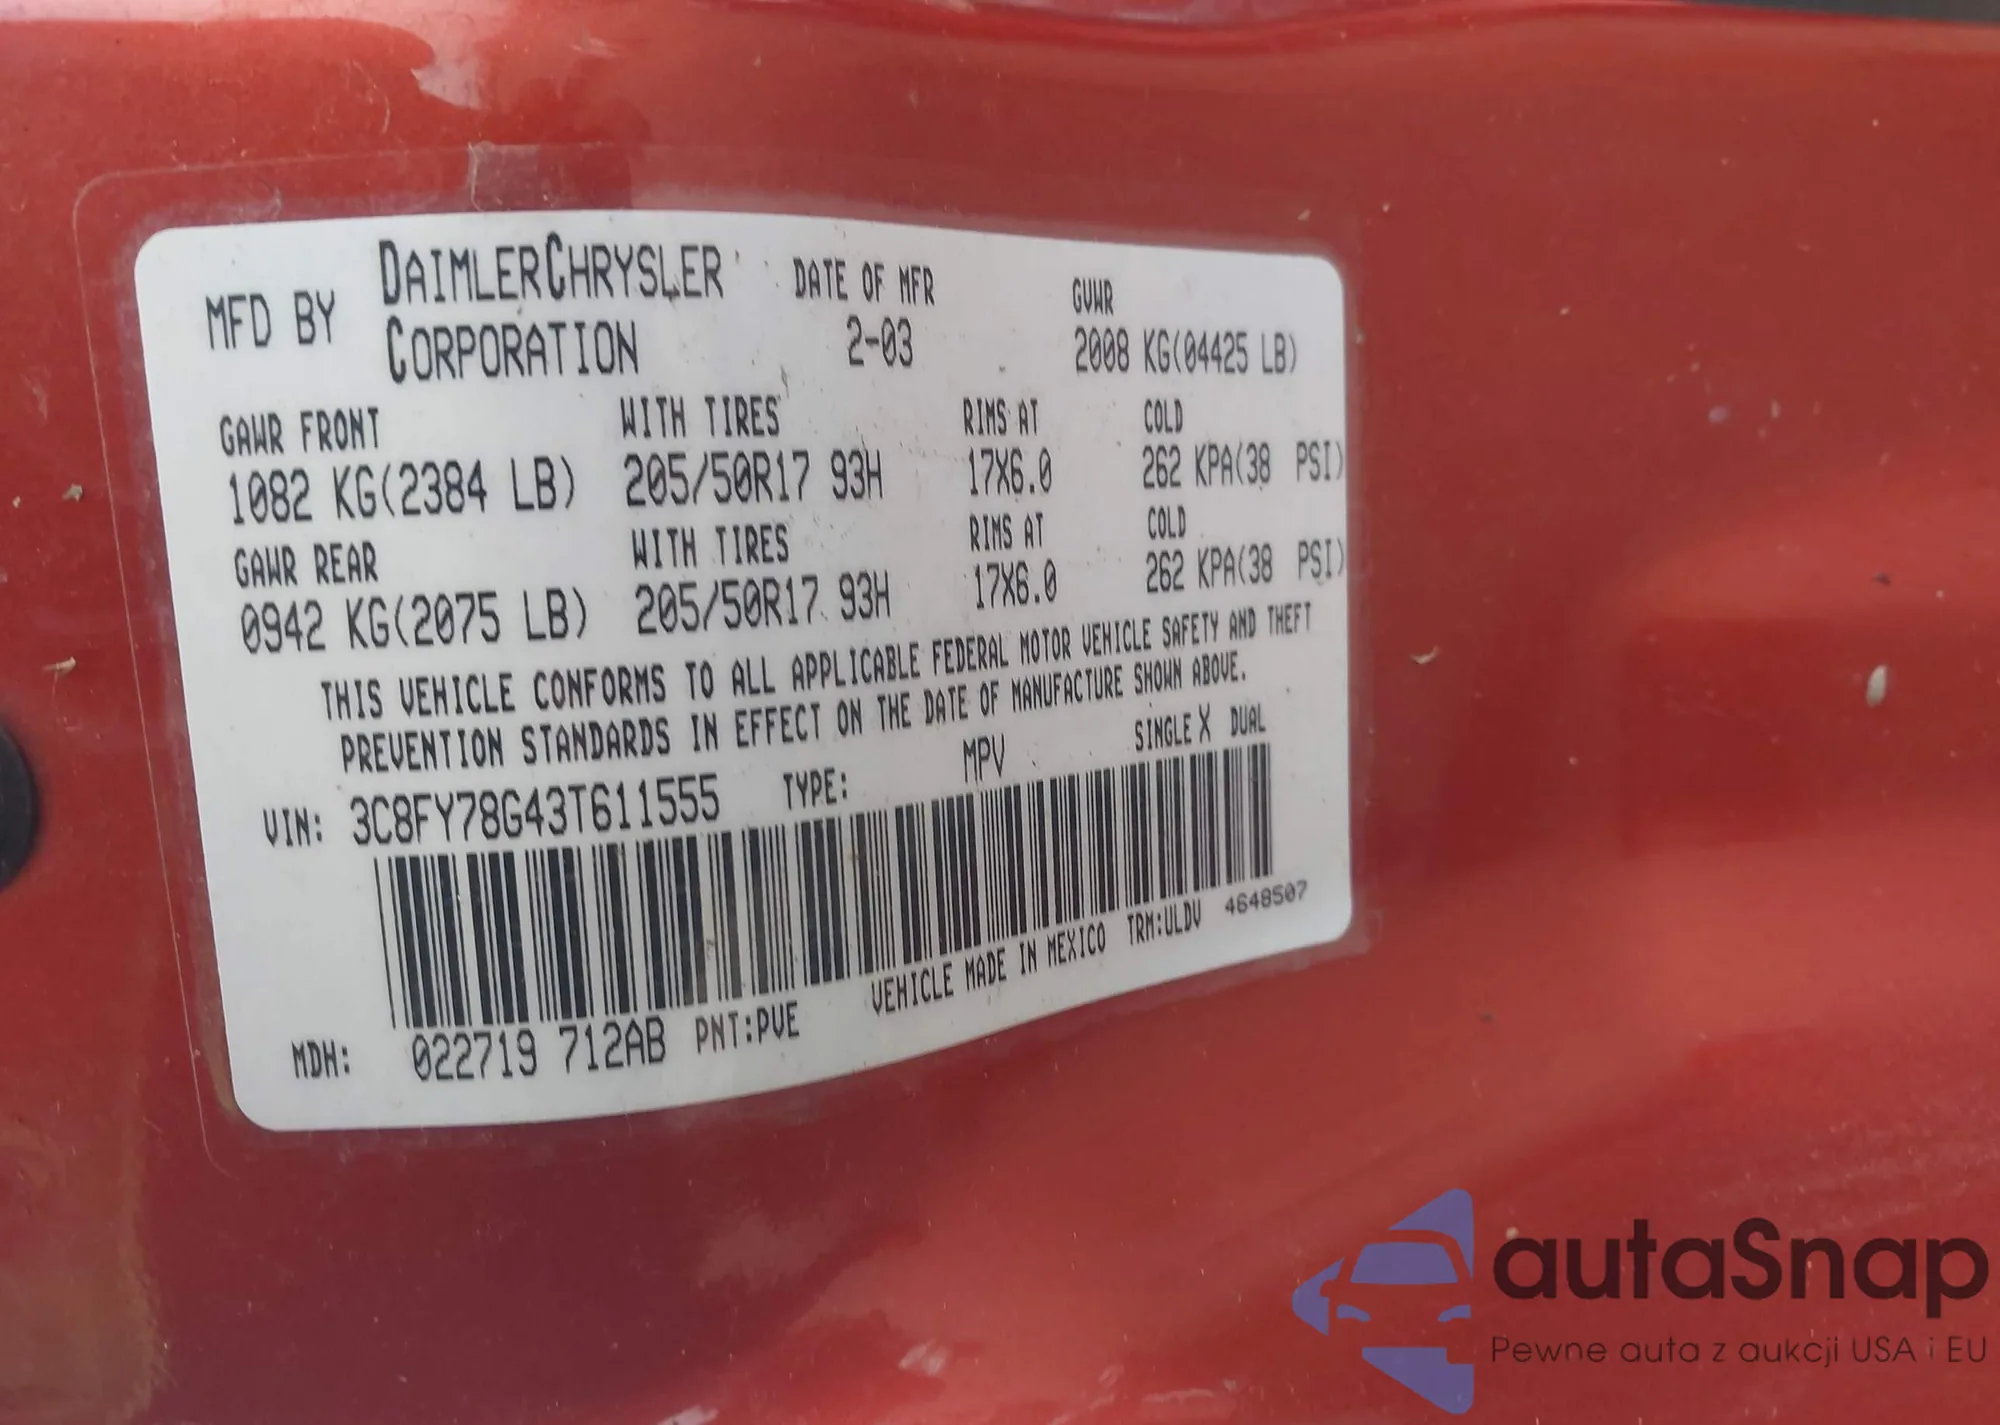 MFD BY DAIMLERCHRYSLER CORPORATION DATE OF MFR 2-03 GVWR 2008 KG(04425 LB)
GAWR FRONT WITH TIRES RIMS AT COLD
1082 KG(2384 LB) 205/50R17 93H 17X6.0 262 KPA(38 PSI)
GAWR REAR WITH TIRES RIMS AT COLD
0942 KG(2075 LB) 205/50R17 93H 17X6.0 262 KPA(38 PSI)
THIS VEHICLE CONFORMS TO ALL APPLICABLE FEDERAL MOTOR VEHICLE SAFETY AND THEFT
PREVENTION STANDARDS IN EFFECT ON THE DATE OF MANUFACTURE SHOWN ABOVE.
VIN: 3C8FY78G43T611555 TYPE: MPV SINGLE X DUAL
MDH: 022719 712AB PNT:PVE VEHICLE MADE IN MEXICO TRM:ULDV 4648507
autaSnap
Pewne auta z aukcji USA i EU